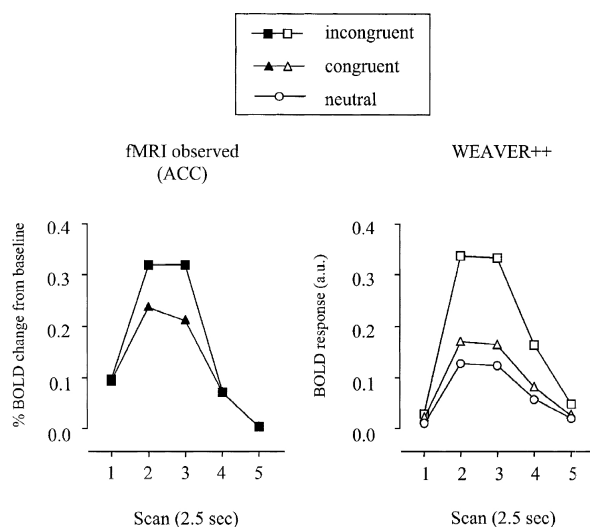 incongruent
congruent
neutral
fMRI observed
(ACC)
% BOLD change from baseline
0.4
0.3
0.2
0.1
0.0
1 2 3 4 5
Scan (2.5 sec)
WEAVER++
BOLD response (a.u.)
0.4
0.3
0.2
0.1
0.0
1 2 3 4 5
Scan (2.5 sec)